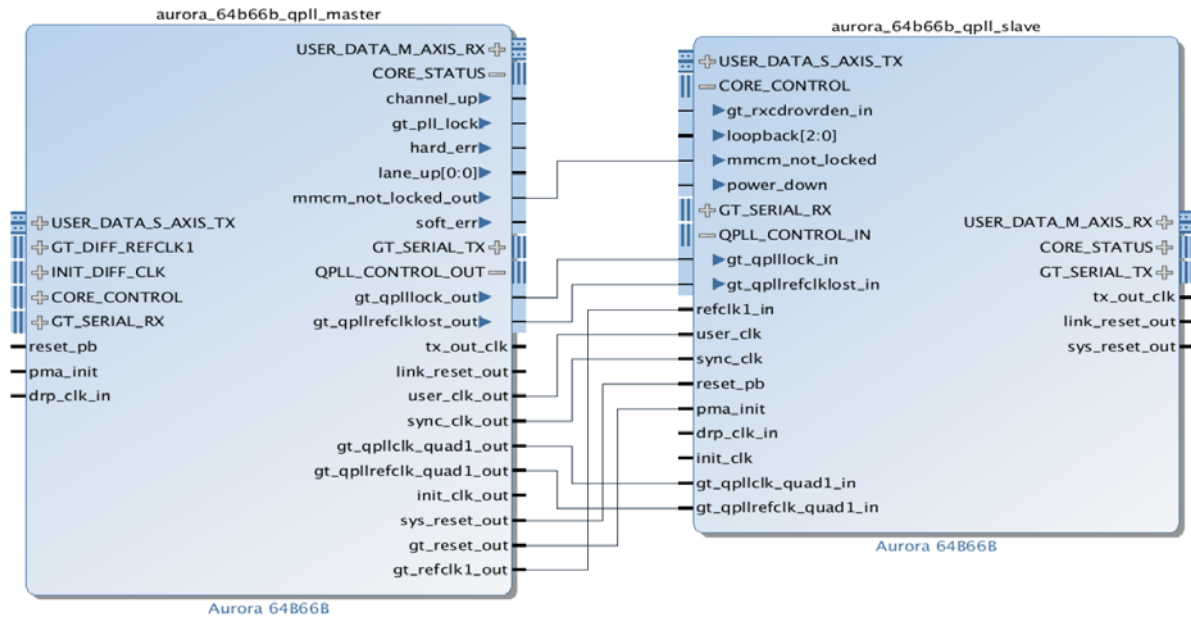 aurora_64b66b_qpll_master
USER_DATA_M_AXIS_RX
CORE_STATUS
channel_up
gt_pll_lock
hard_err
lane_up[0:0]
mmcm_not_locked_out
soft_err
GT_SERIAL_TX
QPLL_CONTROL_OUT
gt_qplllock_out
gt_qpllrefclklost_out
tx_out_clk
link_reset_out
user_clk_out
sync_clk_out
gt_qpllclk_quad1_out
gt_qpllrefclk_quad1_out
init_clk_out
sys_reset_out
gt_reset_out
gt_refclk1_out
USER_DATA_S_AXIS_TX
GT_DIFF_REFCLK1
INIT_DIFF_CLK
CORE_CONTROL
GT_SERIAL_RX
reset_pb
pma_init
drp_clk_in
Aurora 64B66B
aurora_64b66b_qpll_slave
USER_DATA_S_AXIS_TX
CORE_CONTROL
gt_rxcdrovrden_in
loopback[2:0]
mmcm_not_locked
power_down
GT_SERIAL_RX
QPLL_CONTROL_IN
gt_qplllock_in
gt_qpllrefclklost_in
refclk1_in
user_clk
sync_clk
reset_pb
pma_init
drp_clk_in
init_clk
gt_qpllclk_quad1_in
gt_qpllrefclk_quad1_in
USER_DATA_M_AXIS_RX
CORE_STATUS
GT_SERIAL_TX
tx_out_clk
link_reset_out
sys_reset_out
Aurora 64B66B